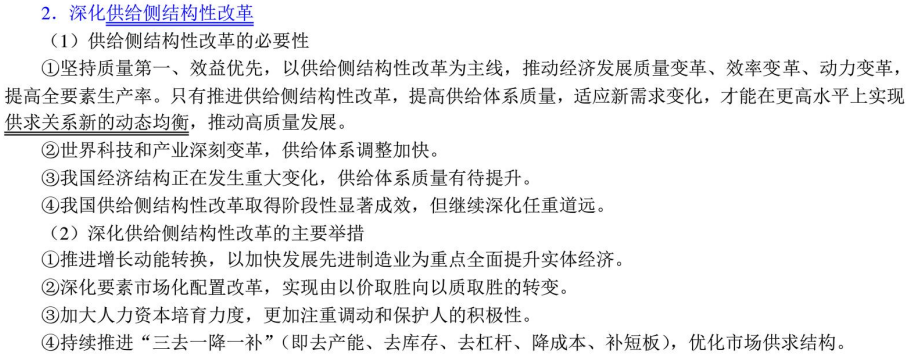 2．深化供给侧结构性改革
（1）供给侧结构性改革的必要性
①坚持质量第一、效益优先，以供给侧结构性改革为主线，推动经济发展质量变革、效率变革、动力变革，
提高全要素生产率。只有推进供给侧结构性改革，提高供给体系质量，适应新需求变化，才能在更高水平上实现
供求关系新的动态均衡，推动高质量发展。
②世界科技和产业深刻变革，供给体系调整加快。
③我国经济结构正在发生重大变化，供给体系质量有待提升。
④我国供给侧结构性改革取得阶段性显著成效，但继续深化任重道远。
（2）深化供给侧结构性改革的主要举措
①推进增长动能转换，以加快发展先进制造业为重点全面提升实体经济。
②深化要素市场化配置改革，实现由以价取胜向以质取胜的转变。
③加大人力资本培育力度，更加注重调动和保护人的积极性。
④持续推进“三去一降一补”（即去产能、去库存、去杠杆、降成本、补短板），优化市场供求结构。